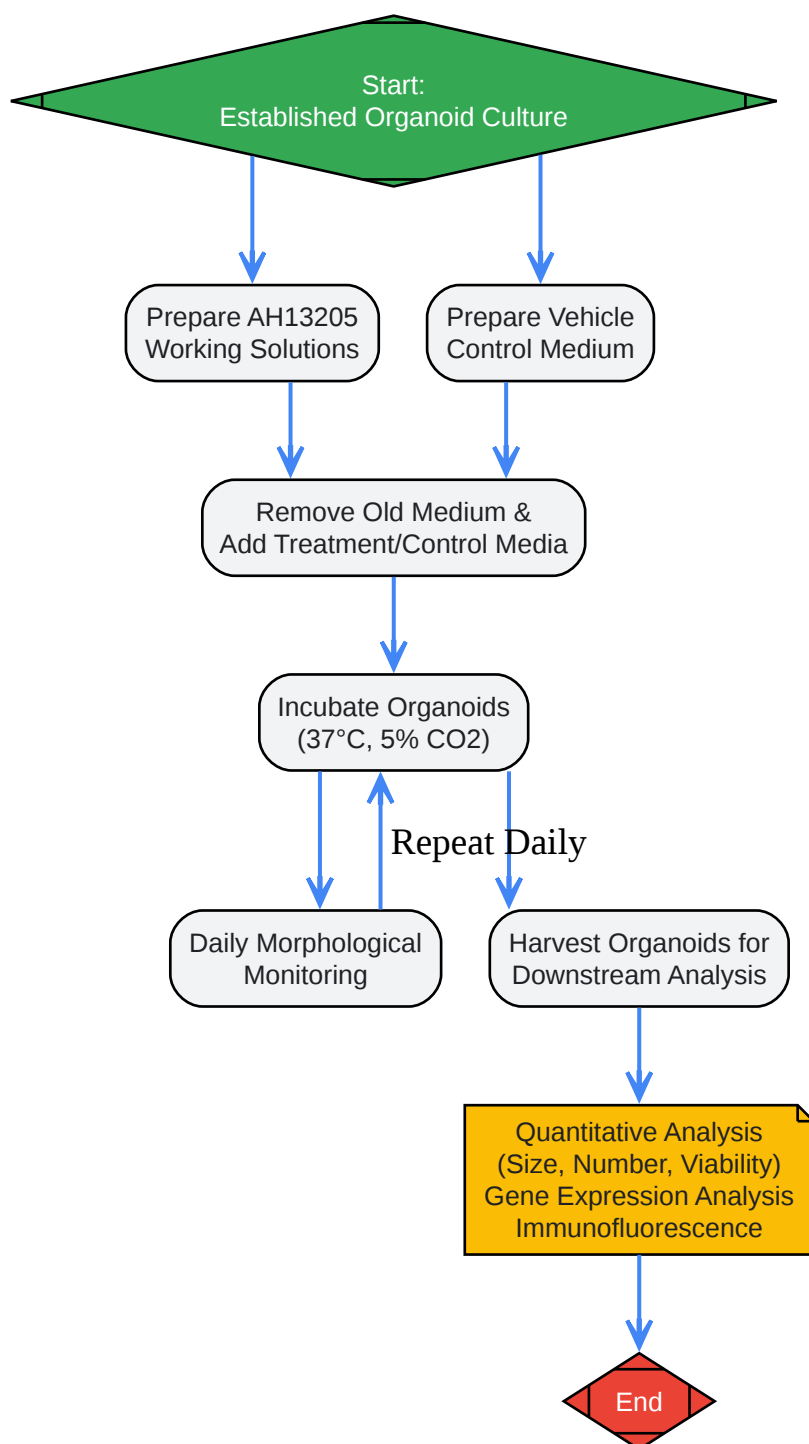 Start:
Established Organoid Culture
Prepare AH13205
Working Solutions
Prepare Vehicle
Control Medium
Remove Old Medium &
Add Treatment/Control Media
Incubate Organoids
(37°C, 5% CO2)
Repeat Daily
Daily Morphological
Monitoring
Harvest Organoids for
Downstream Analysis
Quantitative Analysis
(Size, Number, Viability)
Gene Expression Analysis
Immunofluorescence
End